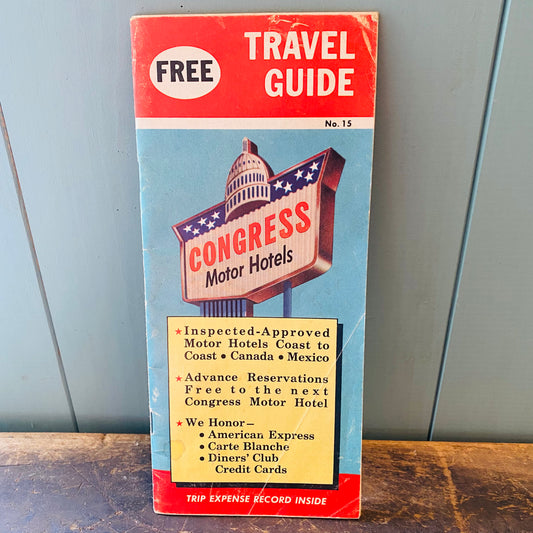 FREE
TRAVEL
GUIDE
No. 15
CONGRESS
Motor Hotels
★ Inspected-Approved
Motor Hotels Coast to
Coast • Canada • Mexico
★ Advance Reservations
Free to the next
Congress Motor Hotel
★ We Honor—
• American Express
• Carte Blanche
• Diners' Club
Credit Cards
TRIP EXPENSE RECORD INSIDE